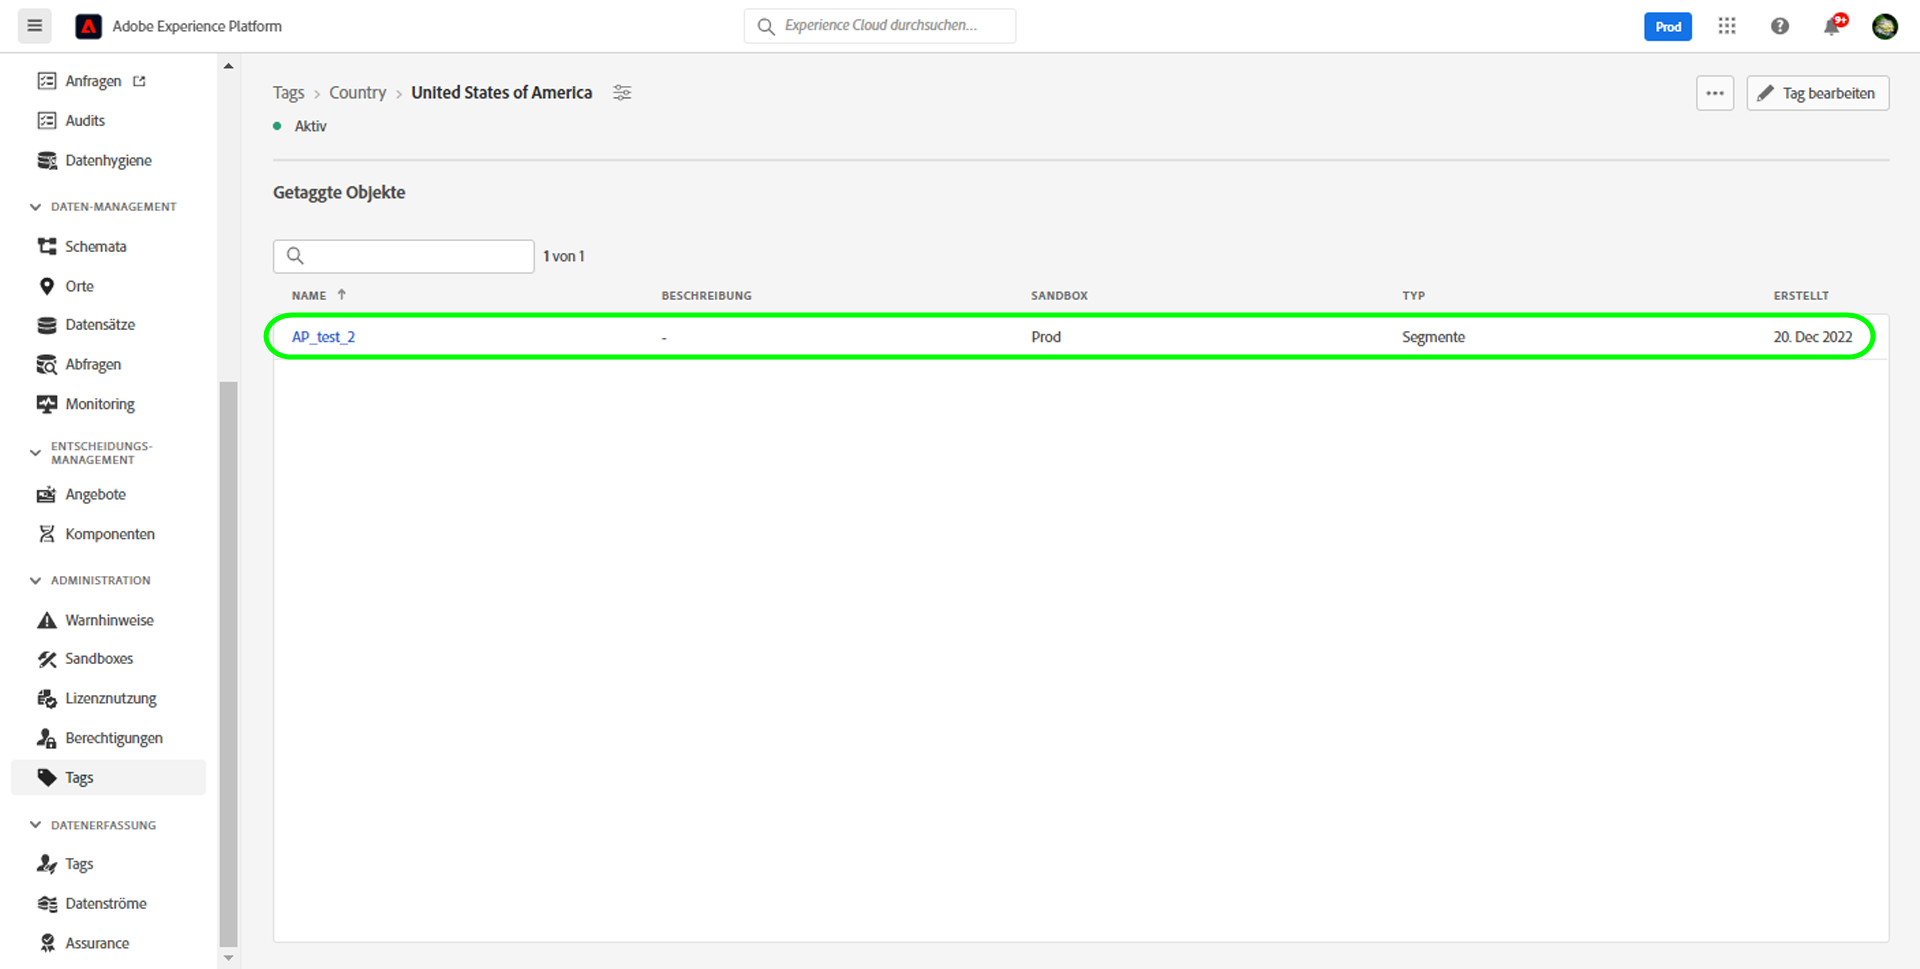 Adobe Experience Platform
Experience Cloud durchsuchen...
Prod
9+
Anfragen
Audits
Datenhygiene
DATEN-MANAGEMENT
Schemata
Orte
Datensätze
Abfragen
Monitoring
ENTSCHEIDUNGS-
MANAGEMENT
Angebote
Komponenten
ADMINISTRATION
Warnhinweise
Sandboxes
Lizenznutzung
Berechtigungen
Tags
DATENERFASSUNG
Tags
Datenströme
Assurance
Tags > Country > United States of America
Tag bearbeiten
Aktiv
Getaggte Objekte
1 von 1
NAME BESCHREIBUNG SANDBOX TYP ERSTELLT
AP_test_2 - Prod Segmente 20. Dec 2022